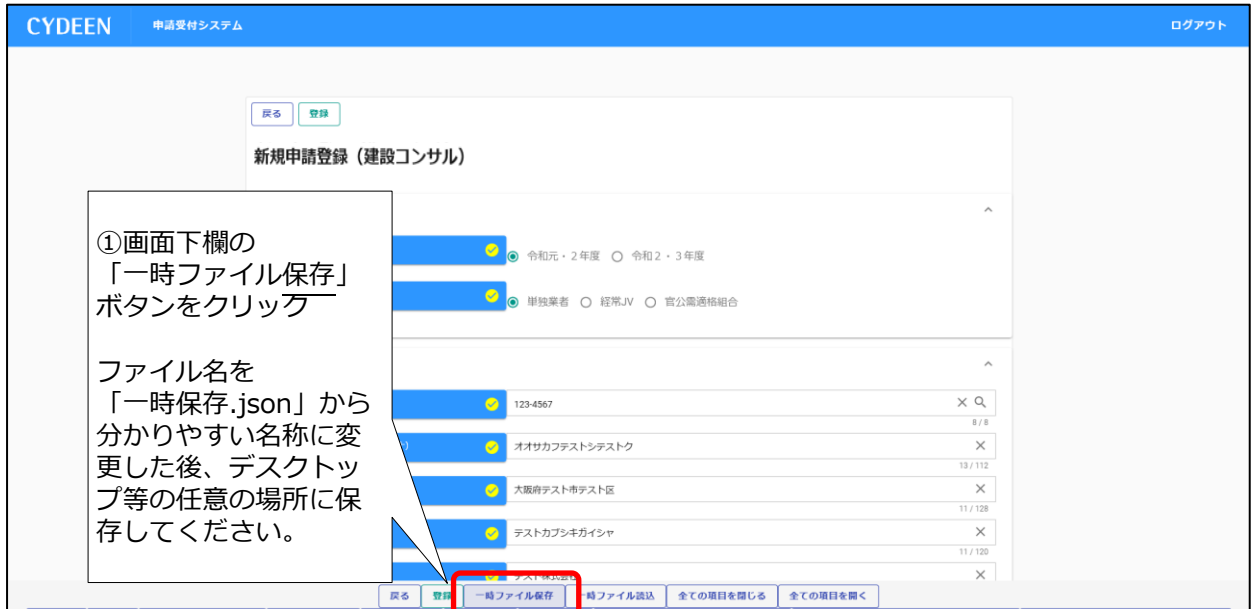 CYDEEN 申請受付システム ログアウト
戻る 登録
新規申請登録（建設コンサル）
①画面下欄の
「一時ファイル保存」
ボタンをクリック
ファイル名を
「一時保存.json」から
分かりやすい名称に変
更した後、デスクトッ
プ等の任意の場所に保
存してください。
令和元・２年度 令和２・３年度
単独業者 経常JV 官公需適格組合
123-4567
8 / 8
オオサカフテストシテストク
13 / 112
大阪府テスト市テスト区
11 / 128
テストカブシキガイシャ
11 / 120
テスト株式会社
戻る 登録 一時ファイル保存 一時ファイル読込 全ての項目を閉じる 全ての項目を開く